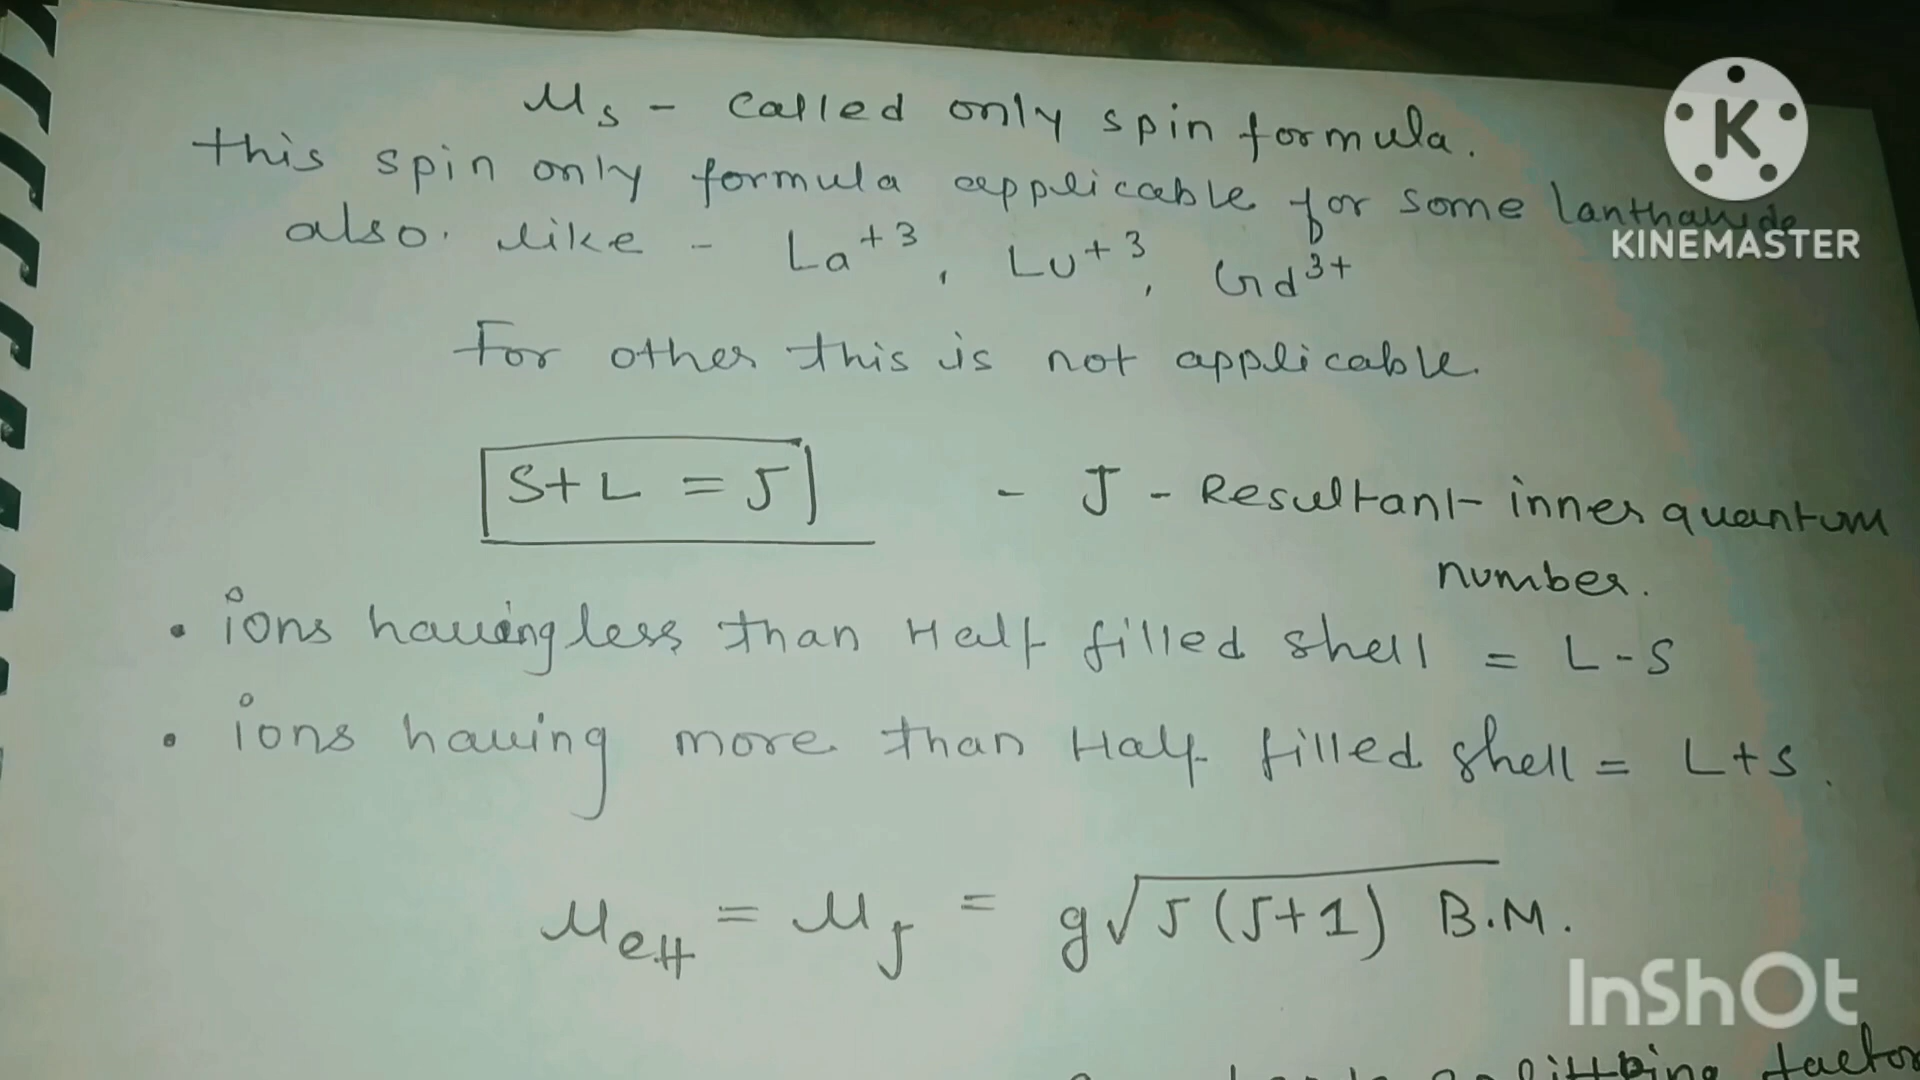 μs - called only spin formula.
this spin only formula applicable for some lanthanide
also. like - La+3, Lu+3, Gd3+
For other this is not applicable.
S+L = J - J - Resultant inner quantum
number.
• ions having less than Half filled shell = L-S
• ions having more than Half filled shell = L+S.
μeff = μJ = g√J(J+1) B.M.
splitting factor
K
KINEMASTER
InShOt